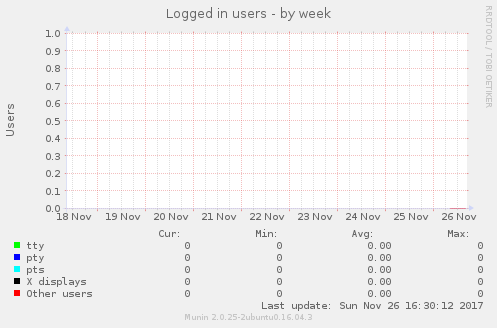 Logged in users - by week
RRDTOOL / TOBI OETIKER
Users
1.0
0.9
0.8
0.7
0.6
0.5
0.4
0.3
0.2
0.1
0.0
18 Nov 19 Nov 20 Nov 21 Nov 22 Nov 23 Nov 24 Nov 25 Nov 26 Nov
Cur: Min: Avg: Max:
tty 0 0 0.00 0
pty 0 0 0.00 0
pts 0 0 0.00 0
X displays 0 0 0.00 0
Other users 0 0 0.00 0
Last update: Sun Nov 26 16:30:12 2017
Munin 2.0.25-2ubuntu0.16.04.3